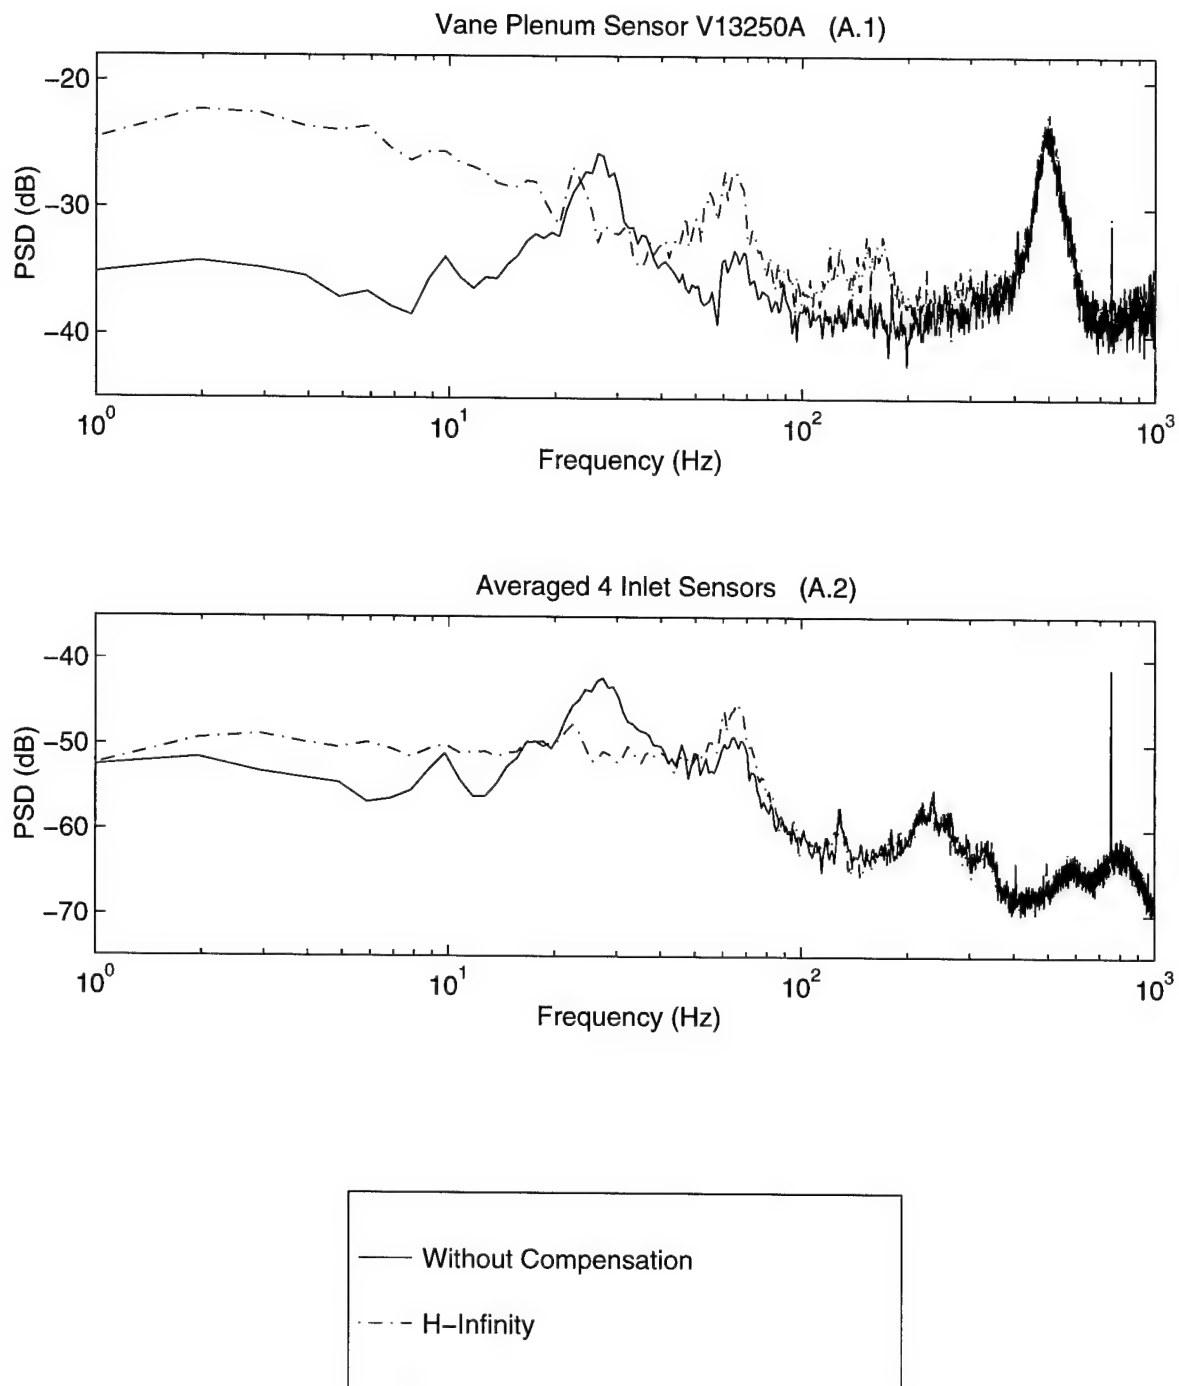 Vane Plenum Sensor V13250A (A.1)
−20
−30
−40
PSD (dB)
10^0 10^1 10^2 10^3
Frequency (Hz)
Averaged 4 Inlet Sensors (A.2)
−40
−50
−60
−70
PSD (dB)
10^0 10^1 10^2 10^3
Frequency (Hz)
Without Compensation
H−Infinity